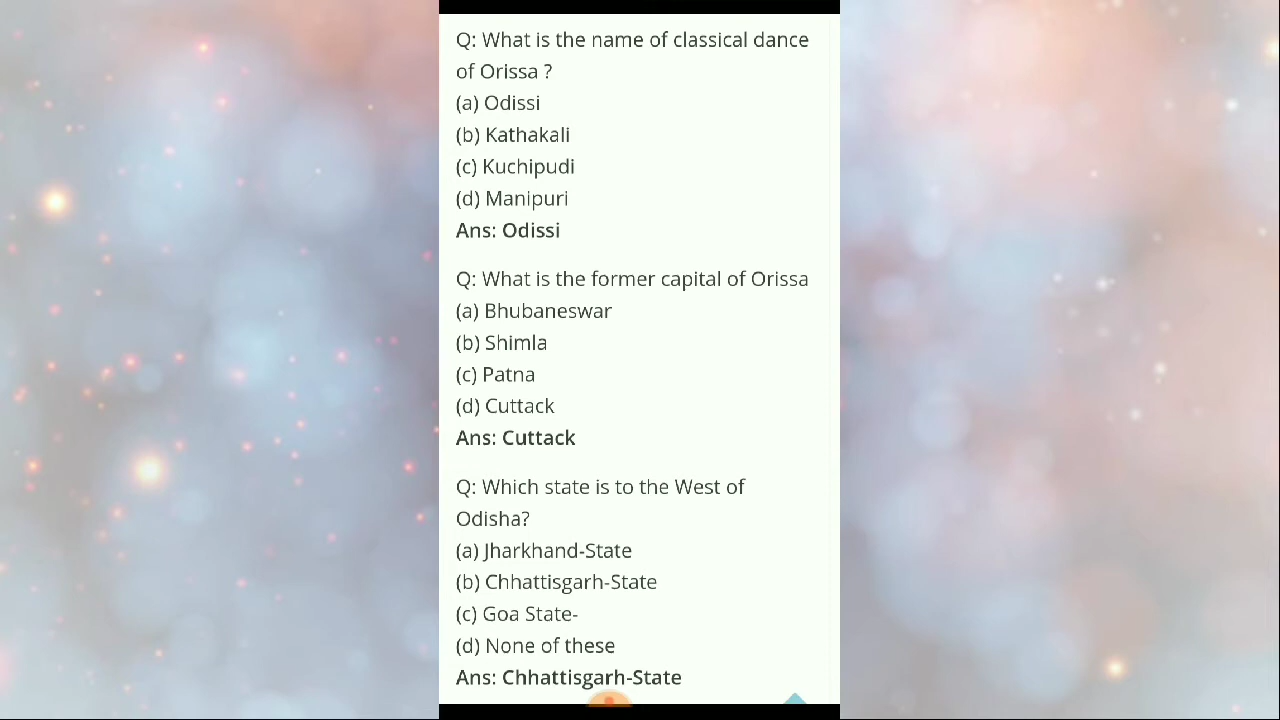 Q: What is the name of classical dance
of Orissa ?
(a) Odissi
(b) Kathakali
(c) Kuchipudi
(d) Manipuri
Ans: Odissi
Q: What is the former capital of Orissa
(a) Bhubaneswar
(b) Shimla
(c) Patna
(d) Cuttack
Ans: Cuttack
Q: Which state is to the West of
Odisha?
(a) Jharkhand-State
(b) Chhattisgarh-State
(c) Goa State-
(d) None of these
Ans: Chhattisgarh-State